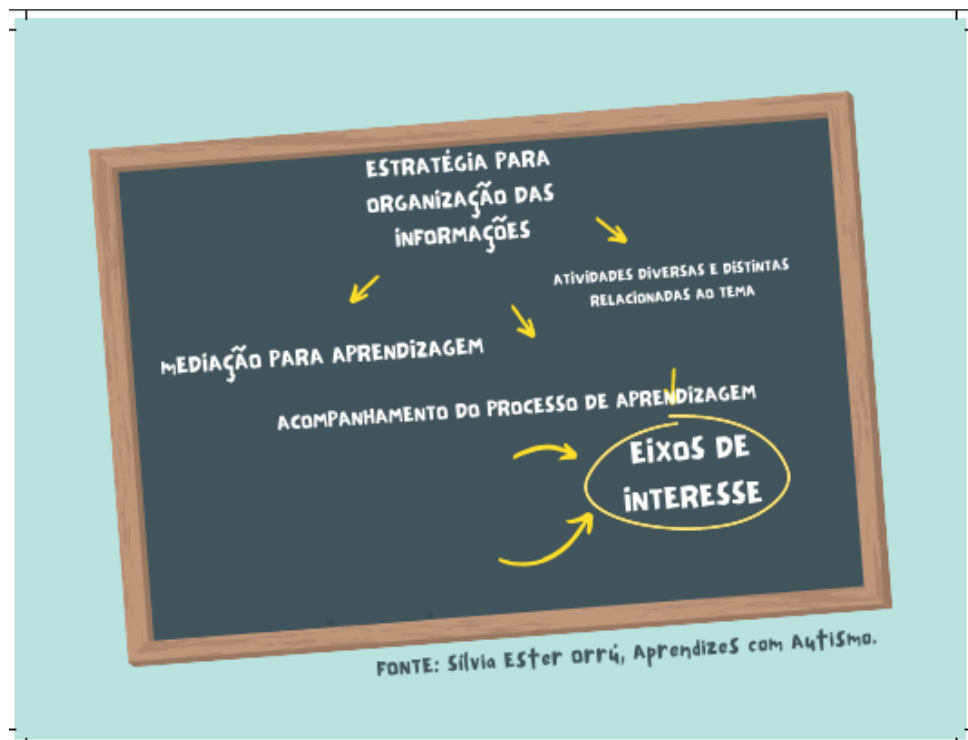 ESTRATÉGIA PARA
ORGANIZAÇÃO DAS
INFORMAÇÕES
ATIVIDADES DIVERSAS E DISTINTAS
RELACIONADAS AO TEMA
MEDIAÇÃO PARA APRENDIZAGEM
ACOMPANHAMENTO DO PROCESSO DE APRENDIZAGEM
EIXOS DE
INTERESSE
FONTE: Sílvia Ester Orrú, Aprendizes com Autismo.